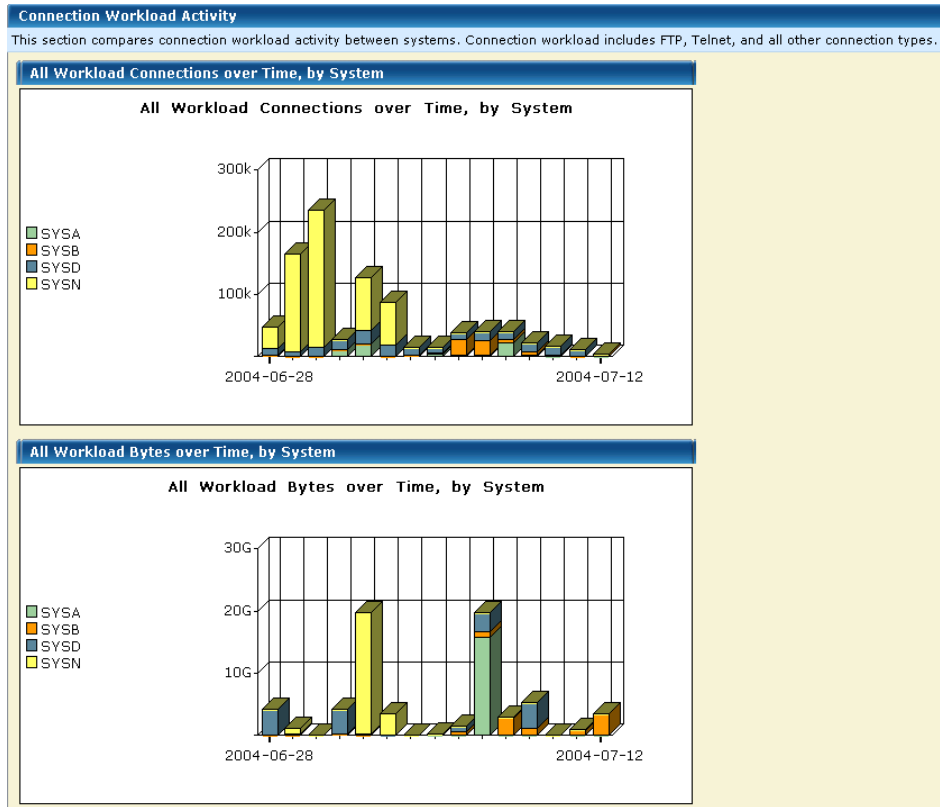 Connection Workload Activity
This section compares connection workload activity between systems. Connection workload includes FTP, Telnet, and all other connection types.
All Workload Connections over Time, by System
All Workload Connections over Time, by System
300k
200k
100k
SYSA
SYSB
SYSD
SYSN
2004-06-28
2004-07-12
All Workload Bytes over Time, by System
All Workload Bytes over Time, by System
30G
20G
10G
SYSA
SYSB
SYSD
SYSN
2004-06-28
2004-07-12